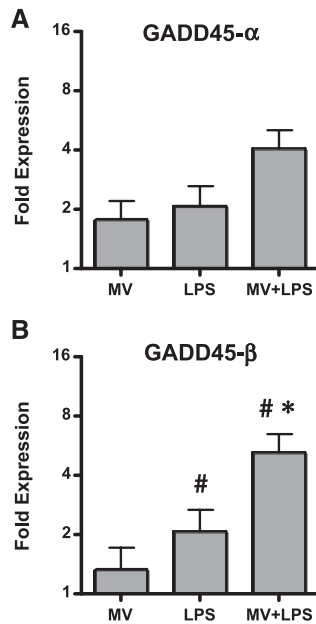 A
GADD45-α
16
8
4
2
1
Fold Expression
MV LPS MV+LPS
B
GADD45-β
16
8
4
2
1
Fold Expression
#
# *
MV LPS MV+LPS